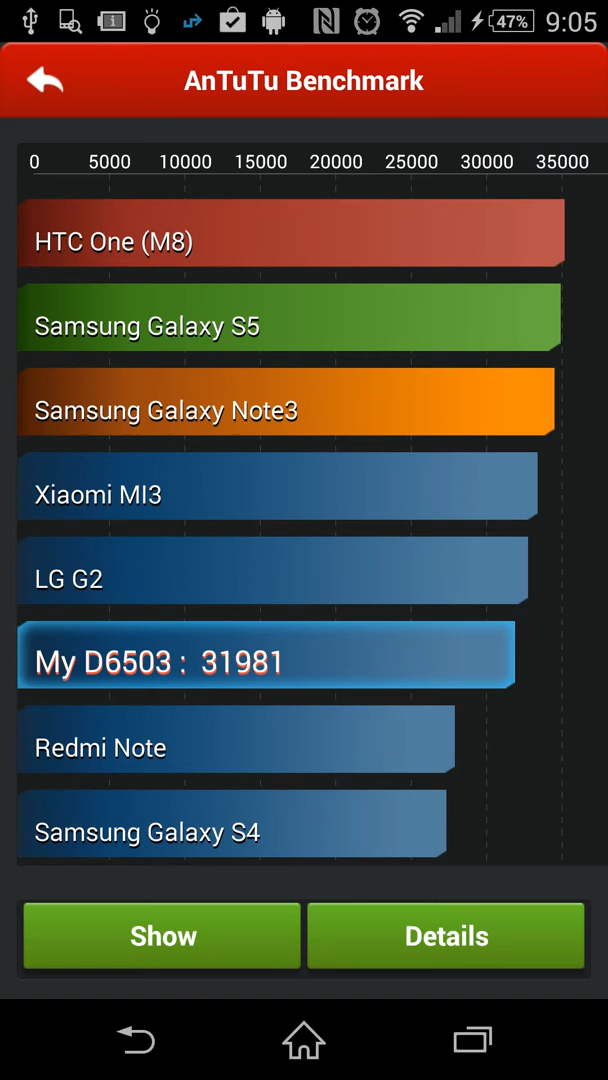 47% 9:05
AnTuTu Benchmark
0 5000 10000 15000 20000 25000 30000 35000
HTC One (M8)
Samsung Galaxy S5
Samsung Galaxy Note3
Xiaomi MI3
LG G2
My D6503 : 31981
Redmi Note
Samsung Galaxy S4
Show Details